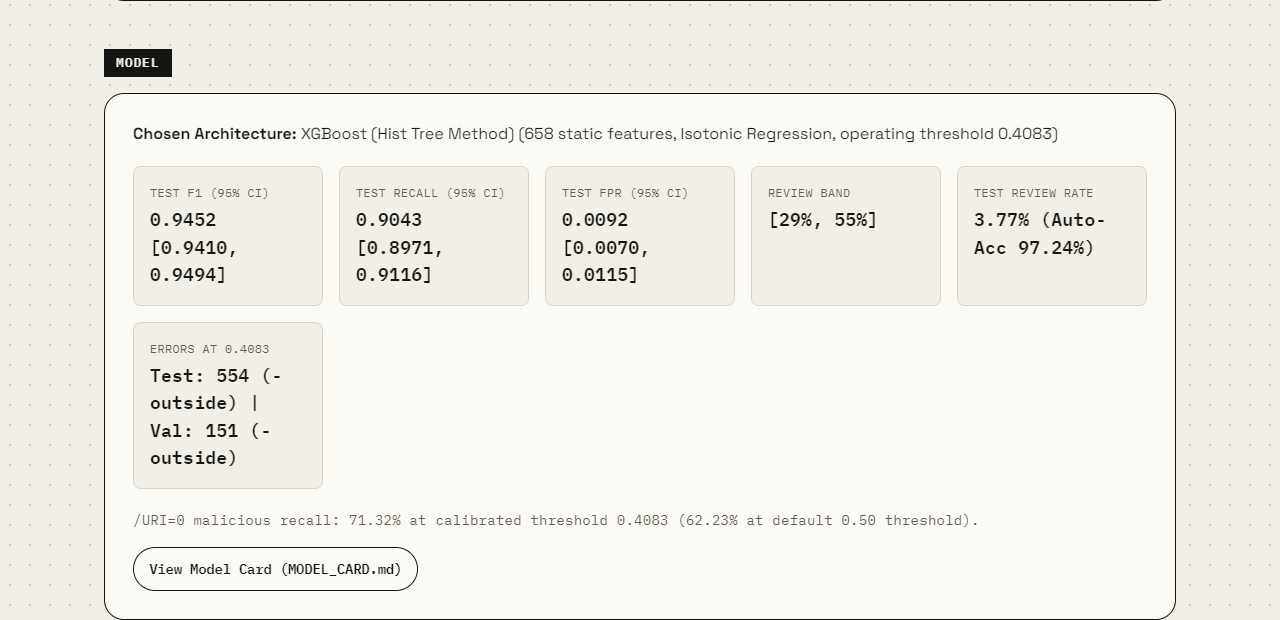 MODEL
Chosen Architecture: XGBoost (Hist Tree Method) (658 static features, Isotonic Regression, operating threshold 0.4083)
TEST F1 (95% CI)
0.9452
[0.9410,
0.9494]
TEST RECALL (95% CI)
0.9043
[0.8971,
0.9116]
TEST FPR (95% CI)
0.0092
[0.0070,
0.0115]
REVIEW BAND
[29%, 55%]
TEST REVIEW RATE
3.77% (Auto-
Acc 97.24%)
ERRORS AT 0.4083
Test: 554 (-
outside) |
Val: 151 (-
outside)
/URI=0 malicious recall: 71.32% at calibrated threshold 0.4083 (62.23% at default 0.50 threshold).
View Model Card (MODEL_CARD.md)